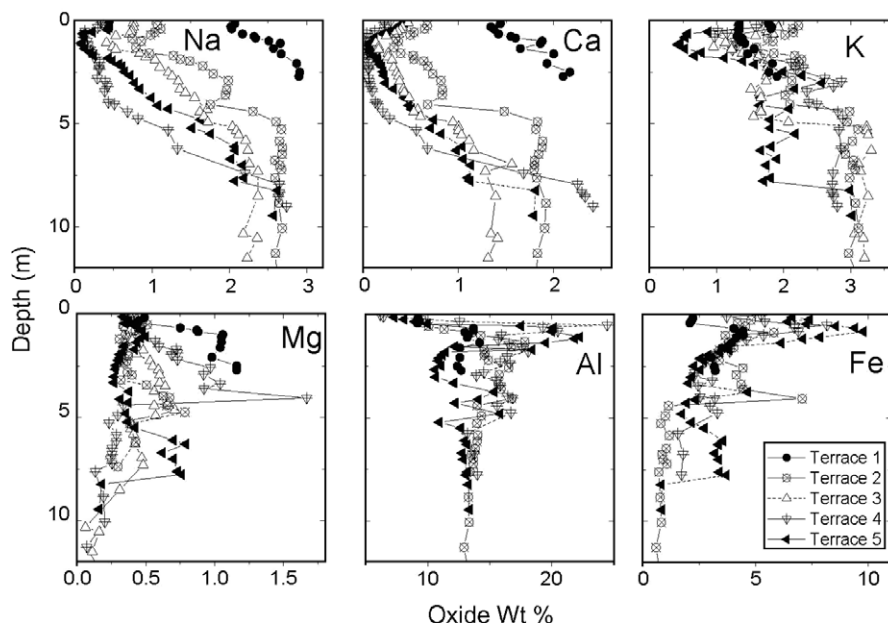 Na
Ca
K
0
5
10
0
1
2
3
0
1
2
0
1
2
3
Depth (m)
Mg
Al
Fe
0
5
10
Terrace 1
Terrace 2
Terrace 3
Terrace 4
Terrace 5
0.0
0.5
1.0
1.5
10
20
0
5
10
Oxide Wt %